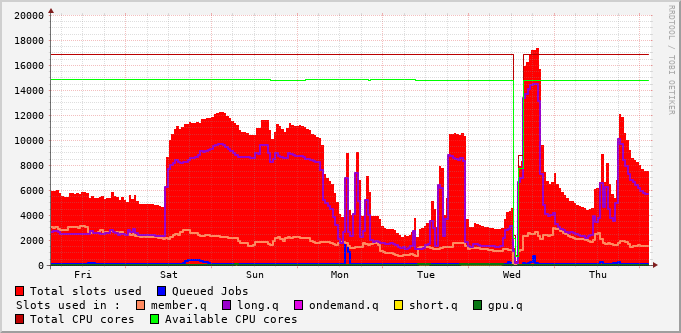 20000
18000
16000
14000
12000
10000
8000
6000
4000
2000
0
Fri Sat Sun Mon Tue Wed Thu
RRDTOOL / TOBI OETIKER
Total slots used Queued Jobs
Slots used in : member.q long.q ondemand.q short.q gpu.q
Total CPU cores Available CPU cores